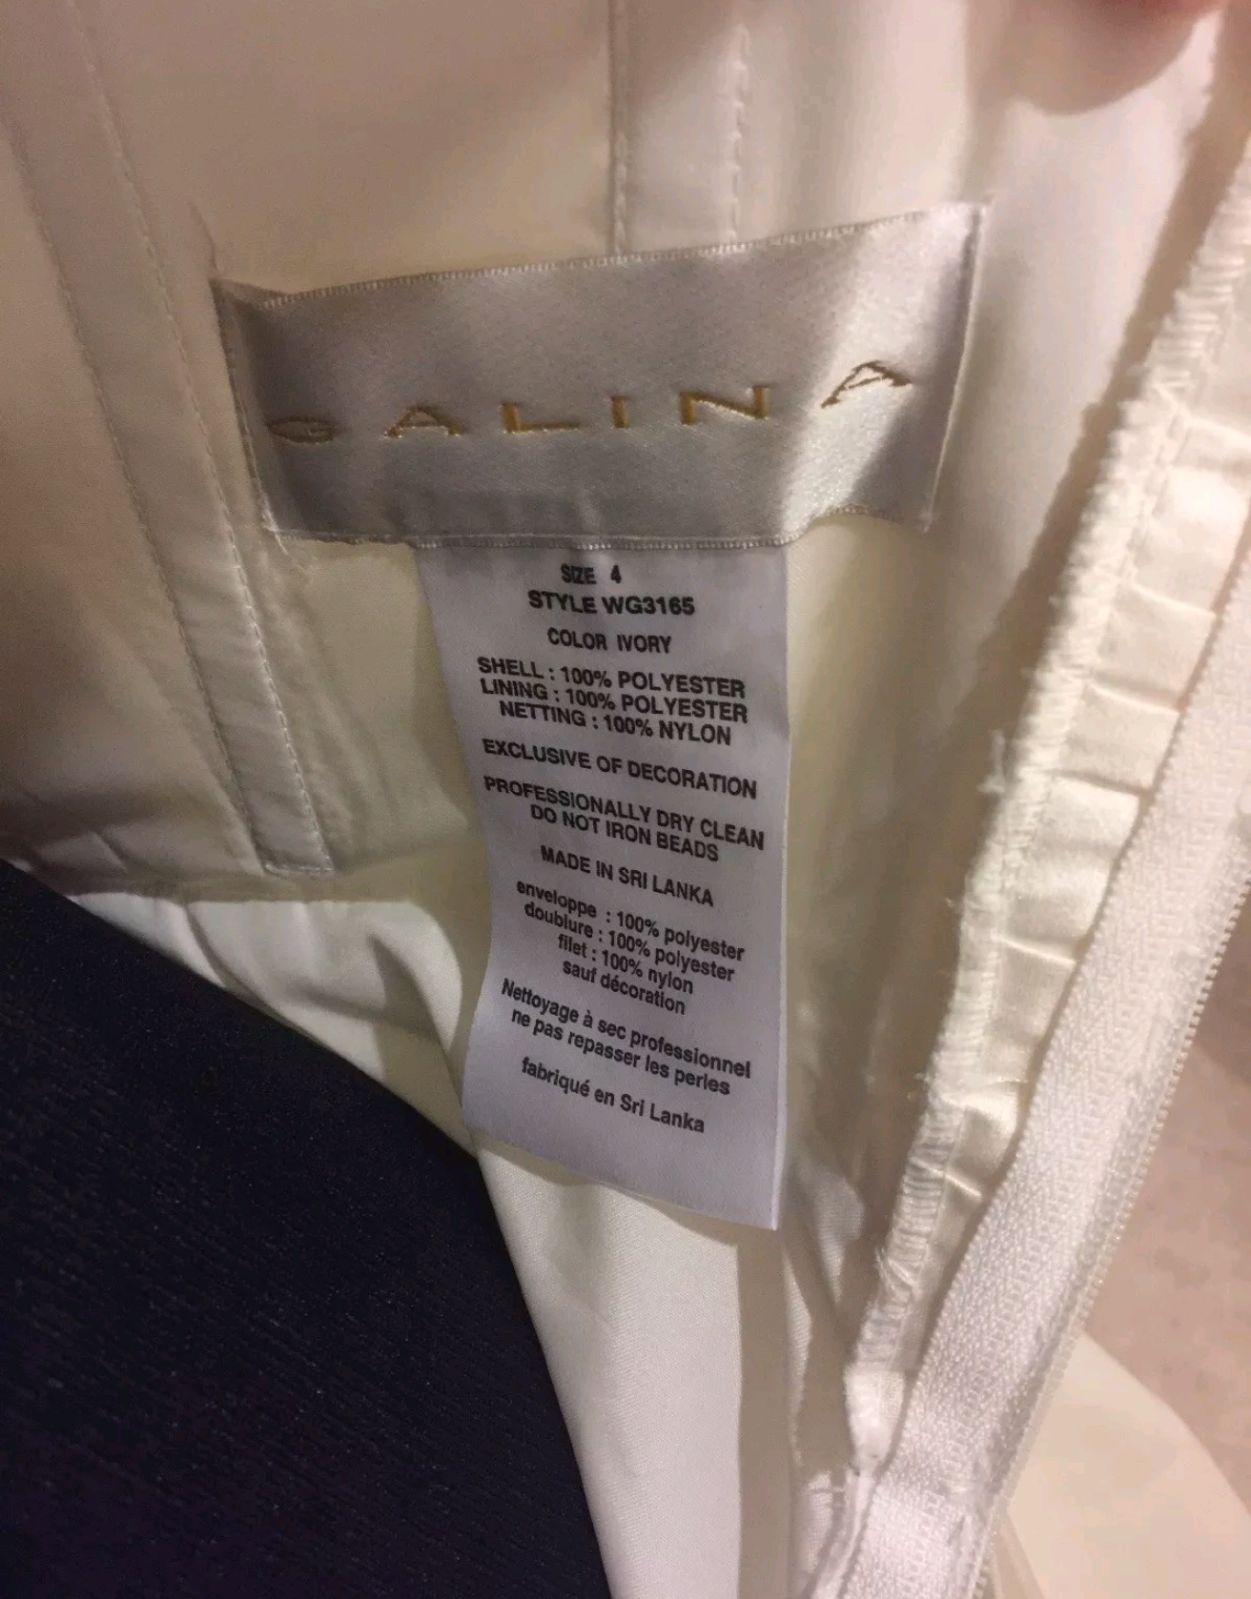 GALINA
SIZE 4
STYLE WG3165
COLOR IVORY
SHELL : 100% POLYESTER
LINING : 100% POLYESTER
NETTING : 100% NYLON
EXCLUSIVE OF DECORATION
PROFESSIONALLY DRY CLEAN
DO NOT IRON BEADS
MADE IN SRI LANKA
enveloppe : 100% polyester
doublure : 100% polyester
filet : 100% nylon
sauf décoration
Nettoyage à sec professionnel
ne pas repasser les perles
fabriqué en Sri Lanka